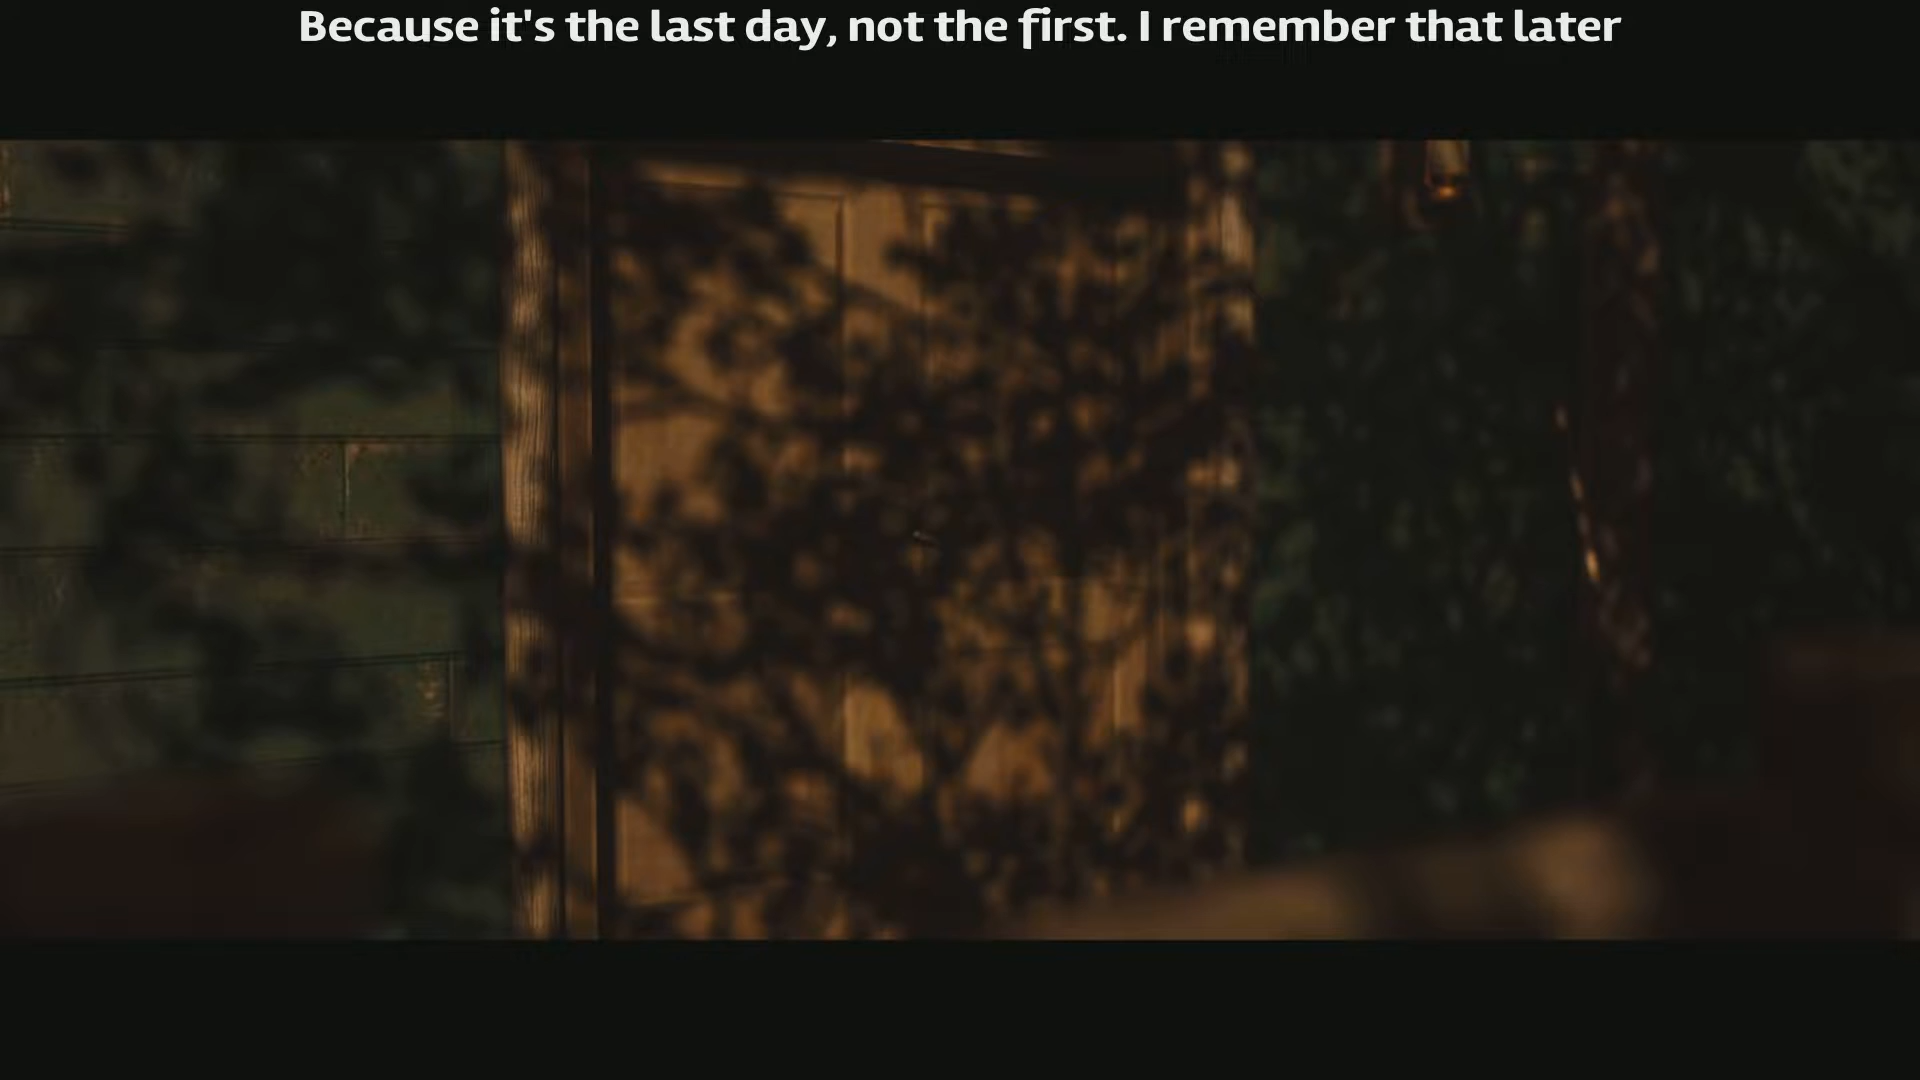 Because it's the last day, not the first. I remember that later